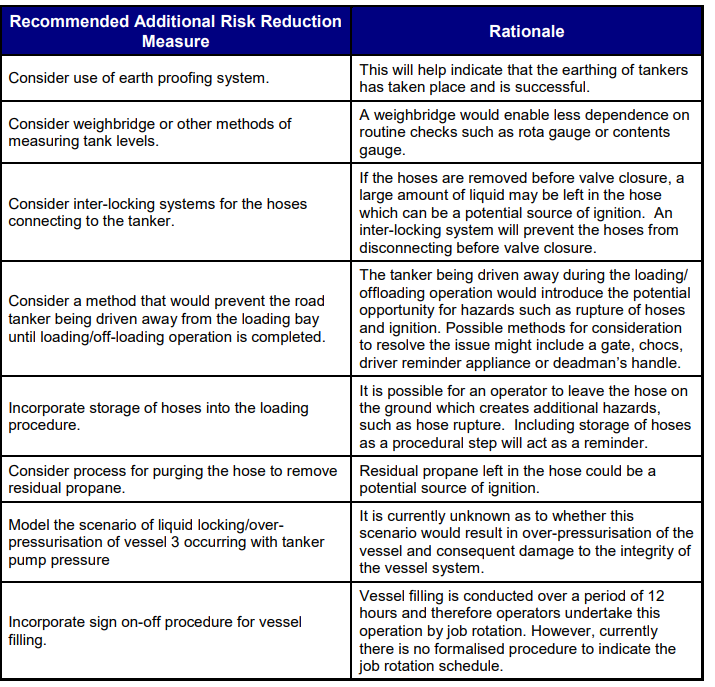 Recommended Additional Risk Reduction
Measure
Rationale
Consider use of earth proofing system.
This will help indicate that the earthing of tankers
has taken place and is successful.
Consider weighbridge or other methods of
measuring tank levels.
A weighbridge would enable less dependence on
routine checks such as rota gauge or contents
gauge.
Consider inter-locking systems for the hoses
connecting to the tanker.
If the hoses are removed before valve closure, a
large amount of liquid may be left in the hose
which can be a potential source of ignition.  An
inter-locking system will prevent the hoses from
disconnecting before valve closure.
Consider a method that would prevent the road
tanker being driven away from the loading bay
until loading/off-loading operation is completed.
The tanker being driven away during the loading/
offloading operation would introduce the potential
opportunity for hazards such as rupture of hoses
and ignition. Possible methods for consideration
to resolve the issue might include a gate, chocs,
driver reminder appliance or deadman's handle.
Incorporate storage of hoses into the loading
procedure.
It is possible for an operator to leave the hose on
the ground which creates additional hazards,
such as hose rupture.  Including storage of hoses
as a procedural step will act as a reminder.
Consider process for purging the hose to remove
residual propane.
Residual propane left in the hose could be a
potential source of ignition.
Model the scenario of liquid locking/over-
pressurisation of vessel 3 occurring with tanker
pump pressure
It is currently unknown as to whether this
scenario would result in over-pressurisation of the
vessel and consequent damage to the integrity of
the vessel system.
Incorporate sign on-off procedure for vessel
filling.
Vessel filling is conducted over a period of 12
hours and therefore operators undertake this
operation by job rotation. However, currently
there is no formalised procedure to indicate the
job rotation schedule.